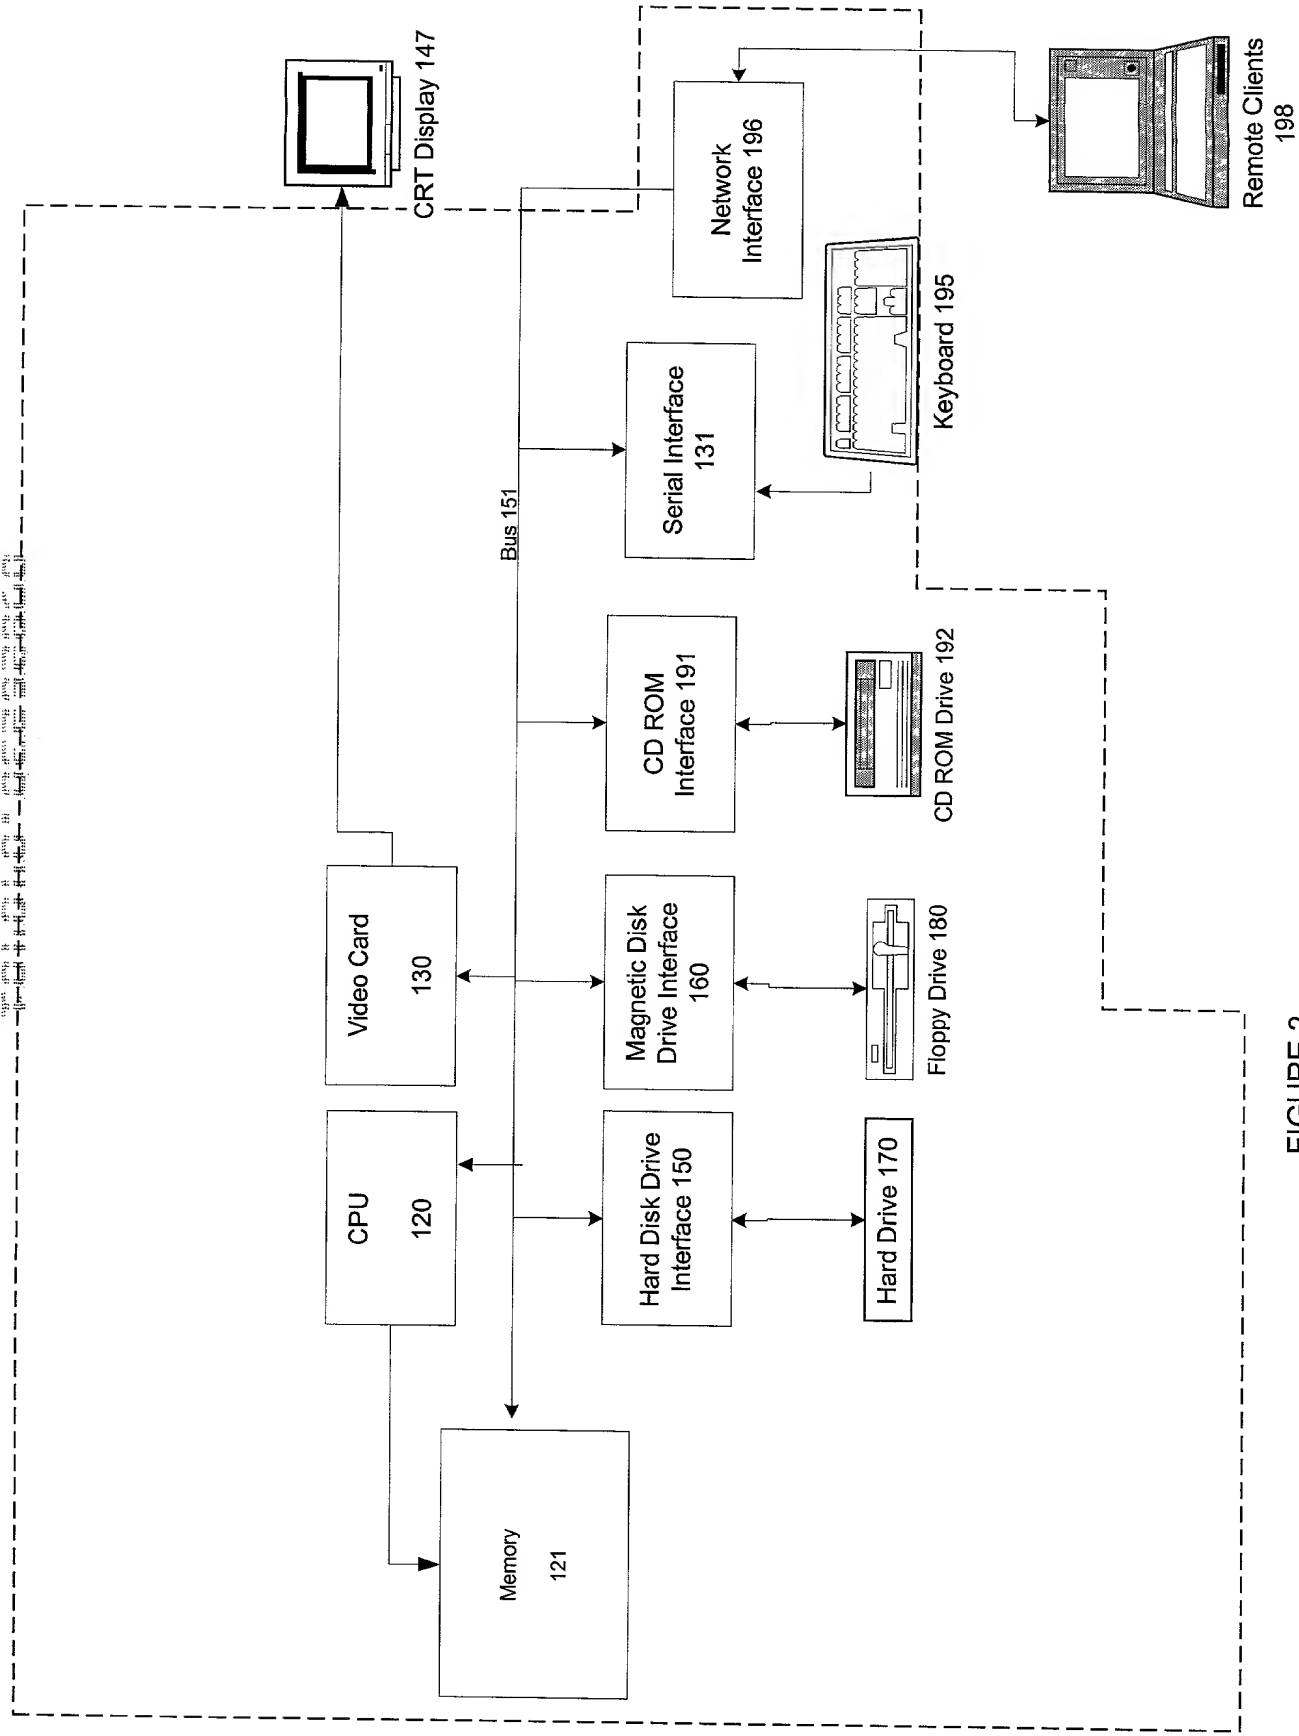 CRT Display 147
Remote Clients
198
Network
Interface 196
Keyboard 195
Serial Interface
131
Bus 151
CD ROM
Interface 191
CD ROM Drive 192
Video Card
130
Magnetic Disk
Drive Interface
160
Floppy Drive 180
CPU
120
Hard Disk Drive
Interface 150
Hard Drive 170
Memory
121
FIGURE 2